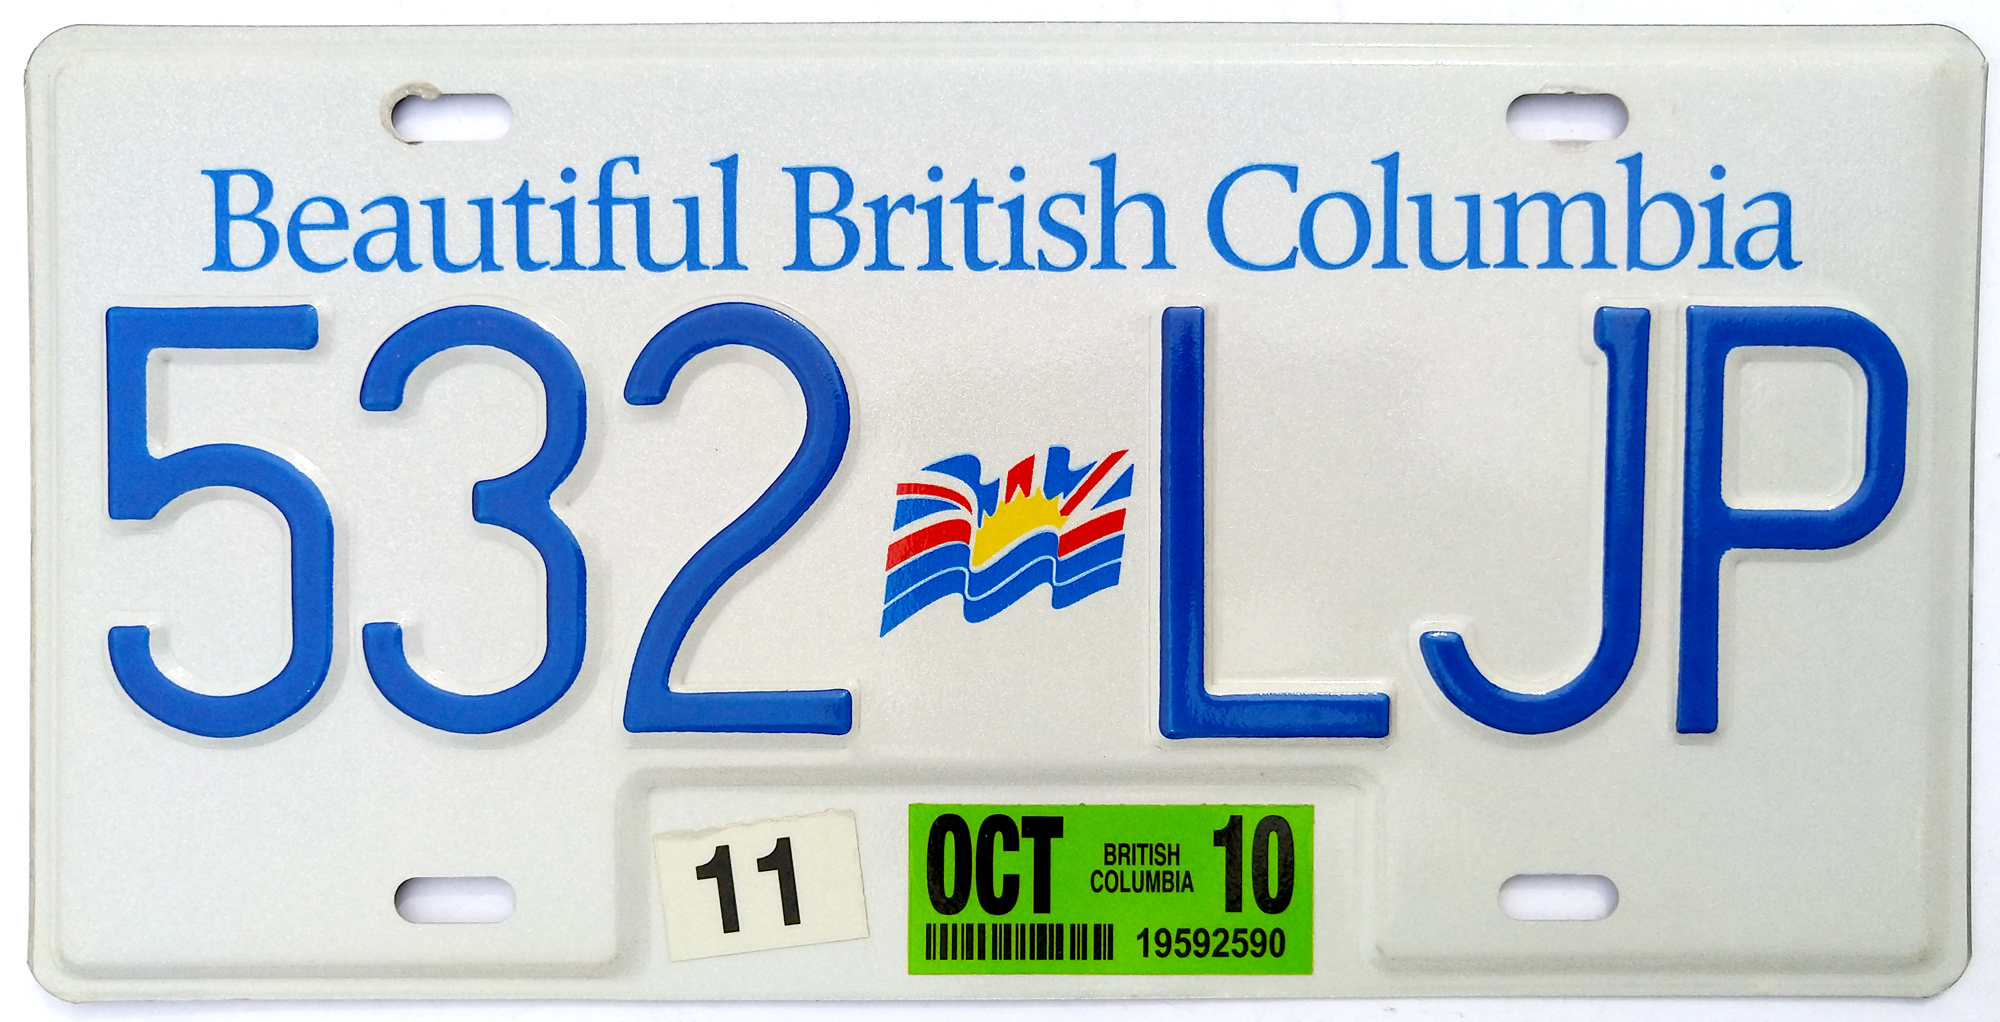 Beautiful British Columbia
532 LJP
11
OCT BRITISH COLUMBIA 10
19592590